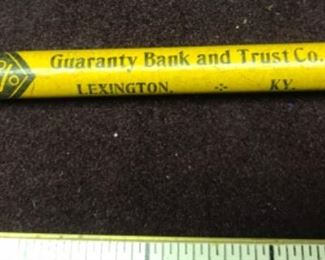 Guaranty Bank and Trust Co.
LEXINGTON, ⁘ KY.